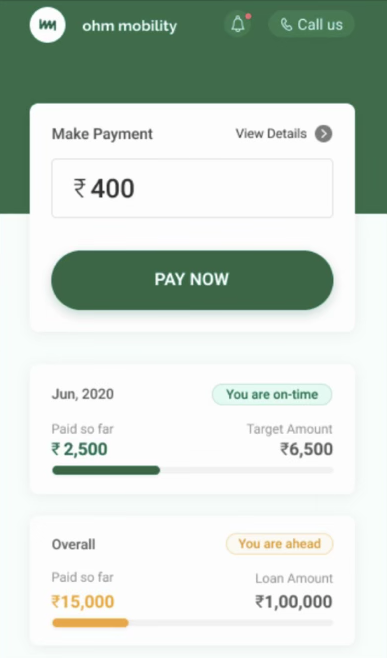 ohm mobility
Call us
Make Payment
View Details
₹ 400
PAY NOW
Jun, 2020
You are on-time
Paid so far
Target Amount
₹ 2,500
₹6,500
Overall
You are ahead
Paid so far
Loan Amount
₹15,000
₹1,00,000